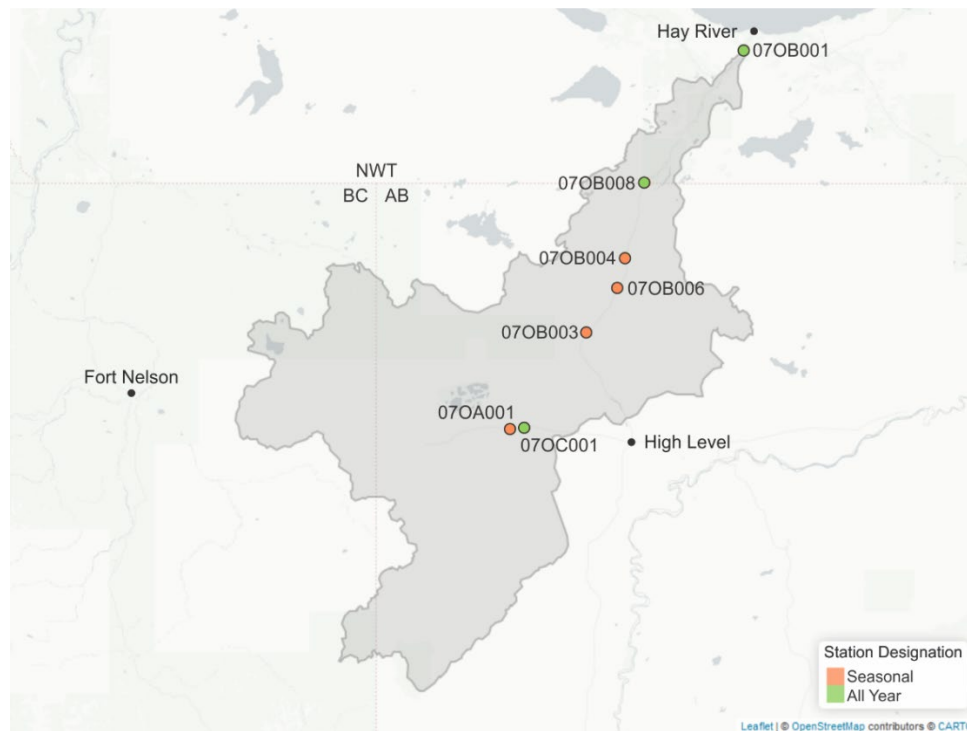 Hay River
07OB001
NWT
07OB008
BC AB
07OB004
07OB006
07OB003
Fort Nelson
07OA001
07OC001
High Level
Station Designation
Seasonal
All Year
Leaflet | © OpenStreetMap contributors © CART